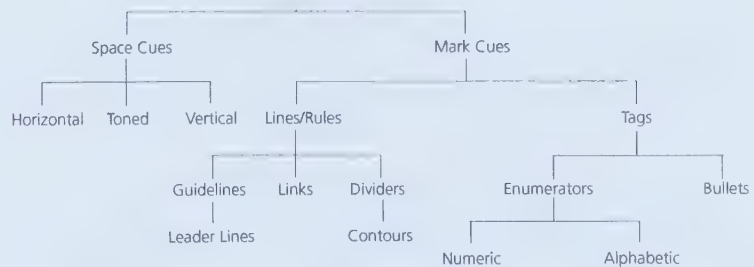 Space Cues Mark Cues
Horizontal Toned Vertical Lines/Rules Tags
Guidelines Links Dividers Enumerators Bullets
Leader Lines Contours
Numeric Alphabetic